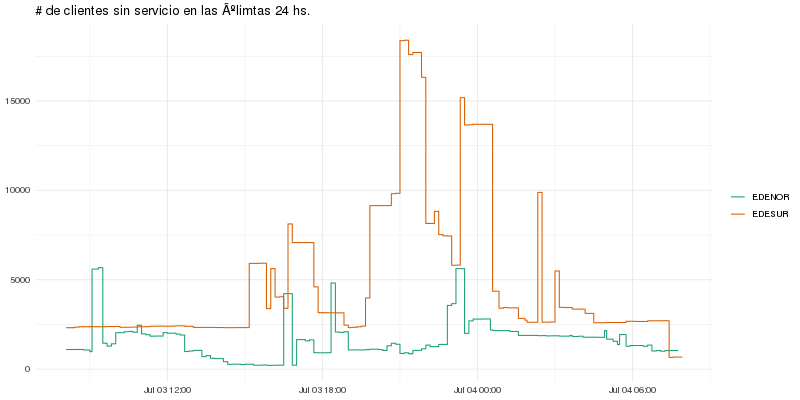 # de clientes sin servicio en las Ãºlimtas 24 hs.
15000
10000
5000
0
Jul 03 12:00
Jul 03 18:00
Jul 04 00:00
Jul 04 06:00
EDENOR
EDESUR